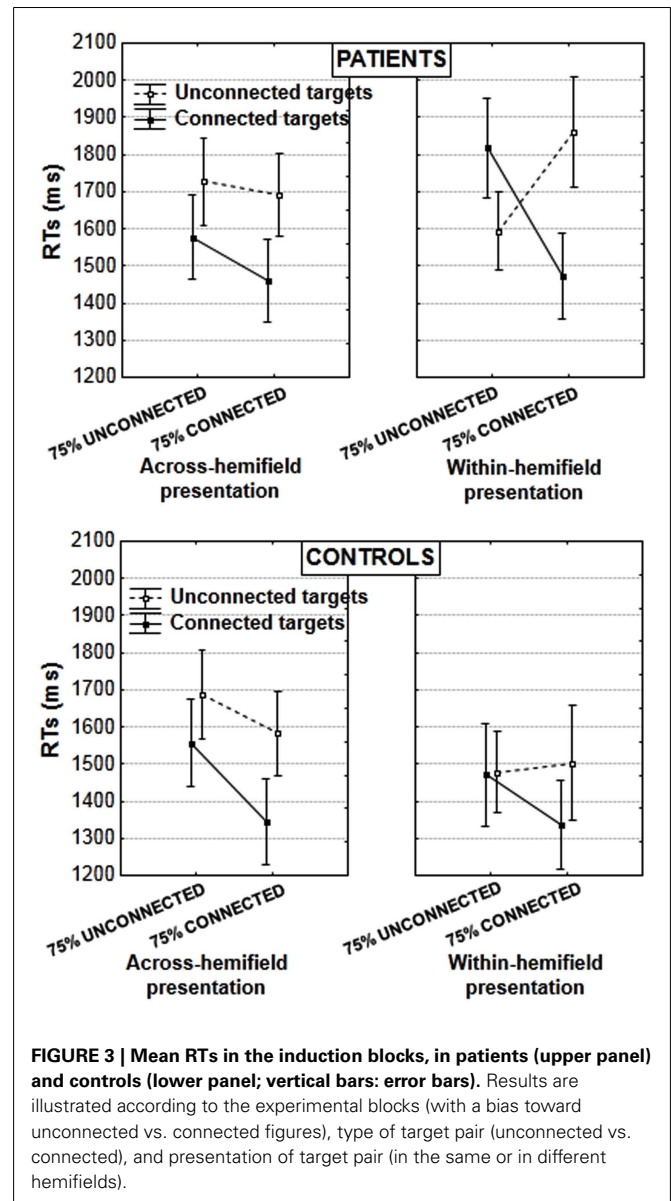 PATIENTS
2100
2000
1900
1800
1700
1600
1500
1400
1300
1200
RTs (ms)
Unconnected targets
Connected targets
75% UNCONNECTED
75% CONNECTED
Across-hemifield
presentation
75% UNCONNECTED
75% CONNECTED
Within-hemifield
presentation
CONTROLS
2100
2000
1900
1800
1700
1600
1500
1400
1300
1200
RTs (ms)
Unconnected targets
Connected targets
75% UNCONNECTED
75% CONNECTED
Across-hemifield
presentation
75% UNCONNECTED
75% CONNECTED
Within-hemifield
presentation
FIGURE 3 | Mean RTs in the induction blocks, in patients (upper panel)
and controls (lower panel; vertical bars: error bars). Results are
illustrated according to the experimental blocks (with a bias toward
unconnected vs. connected figures), type of target pair (unconnected vs.
connected), and presentation of target pair (in the same or in different
hemifields).